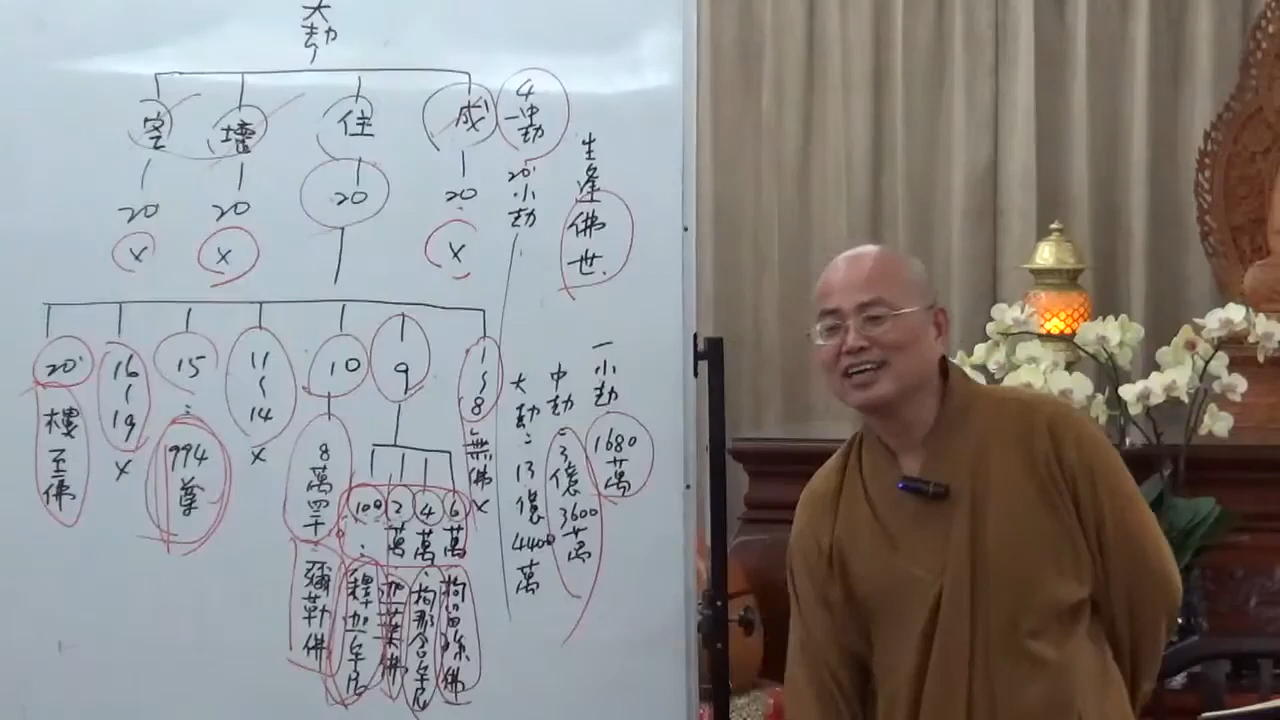 大劫
成 住 壞 空
20 20 20 20
x x x
4中劫
20小劫
生逢佛世
1~8
無佛x
9
6萬
拘留孫佛
4萬
拘那含牟尼
2萬
迦葉佛
100
釋迦牟尼
10
8萬四千
彌勒佛
11~14
x
15
994尊
16~19
x
20
樓至佛
一小劫 1680萬
中劫 3億3600萬
大劫 13億4400萬